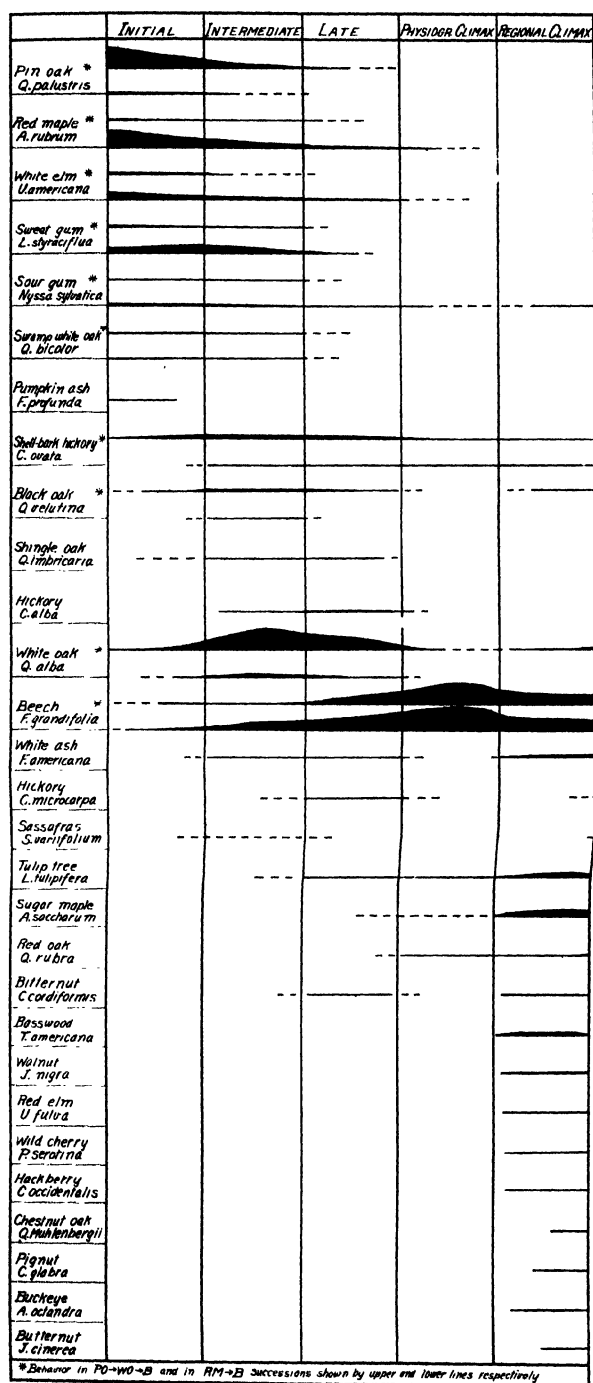 INITIAL INTERMEDIATE LATE PHYSIOGR. CLIMAX REGIONAL CLIMAX
Pin oak *
Q. palustris
Red maple *
A. rubrum
White elm *
U. americana
Sweet gum *
L. styraciflua
Sour gum *
Nyssa sylvatica
Swamp white oak *
Q. bicolor
Pumpkin ash
F. profunda
Shell-bark hickory *
C. ovata
Black oak *
Q. velutina
Shingle oak
Q. imbricaria
Hickory
C. alba
White oak *
Q. alba
Beech *
F. grandifolia
White ash
F. americana
Hickory
C. microcarpa
Sassafras
S. variifolium
Tulip tree
L. tulipifera
Sugar maple
A. saccharum
Red oak
Q. rubra
Bitternut
C. cordiformis
Basswood
T. americana
Walnut
J. nigra
Red elm
U. fulva
Wild cherry
P. serotina
Hackberry
C. occidentalis
Chestnut oak
Q. Muhlenbergii
Pignut
C. glabra
Buckeye
A. octandra
Butternut
J. cinerea
* Behavior in PO→WO→B and in RM→B successions shown by upper and lower lines respectively